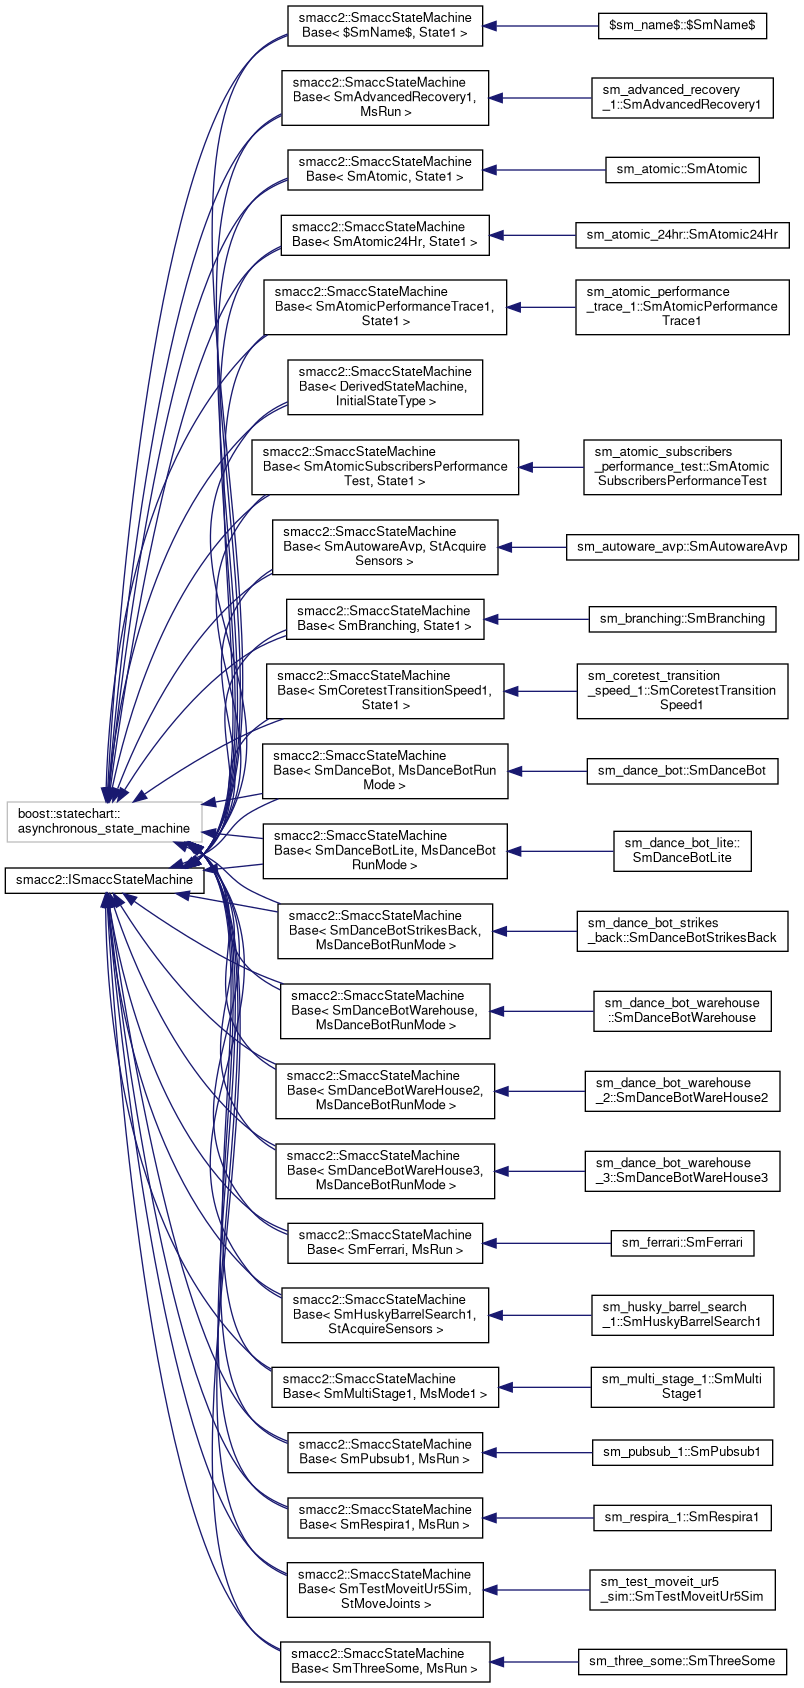 smacc2::SmaccStateMachine
Base< $SmName$, State1 >
$sm_name$::$SmName$
smacc2::SmaccStateMachine
Base< SmAdvancedRecovery1,
MsRun >
sm_advanced_recovery
_1::SmAdvancedRecovery1
smacc2::SmaccStateMachine
Base< SmAtomic, State1 >
sm_atomic::SmAtomic
smacc2::SmaccStateMachine
Base< SmAtomic24Hr, State1 >
sm_atomic_24hr::SmAtomic24Hr
smacc2::SmaccStateMachine
Base< SmAtomicPerformanceTrace1,
State1 >
sm_atomic_performance
_trace_1::SmAtomicPerformance
Trace1
smacc2::SmaccStateMachine
Base< DerivedStateMachine,
InitialStateType >
smacc2::SmaccStateMachine
Base< SmAtomicSubscribersPerformance
Test, State1 >
sm_atomic_subscribers
_performance_test::SmAtomic
SubscribersPerformanceTest
smacc2::SmaccStateMachine
Base< SmAutowareAvp, StAcquire
Sensors >
sm_autoware_avp::SmAutowareAvp
smacc2::SmaccStateMachine
Base< SmBranching, State1 >
sm_branching::SmBranching
smacc2::SmaccStateMachine
Base< SmCoretestTransitionSpeed1,
State1 >
sm_coretest_transition
_speed_1::SmCoretestTransition
Speed1
smacc2::SmaccStateMachine
Base< SmDanceBot, MsDanceBotRun
Mode >
sm_dance_bot::SmDanceBot
boost::statechart::
asynchronous_state_machine
smacc2::SmaccStateMachine
Base< SmDanceBotLite, MsDanceBot
RunMode >
sm_dance_bot_lite::
SmDanceBotLite
smacc2::ISmaccStateMachine
smacc2::SmaccStateMachine
Base< SmDanceBotStrikesBack,
MsDanceBotRunMode >
sm_dance_bot_strikes
_back::SmDanceBotStrikesBack
smacc2::SmaccStateMachine
Base< SmDanceBotWarehouse,
MsDanceBotRunMode >
sm_dance_bot_warehouse
::SmDanceBotWarehouse
smacc2::SmaccStateMachine
Base< SmDanceBotWareHouse2,
MsDanceBotRunMode >
sm_dance_bot_warehouse
_2::SmDanceBotWareHouse2
smacc2::SmaccStateMachine
Base< SmDanceBotWareHouse3,
MsDanceBotRunMode >
sm_dance_bot_warehouse
_3::SmDanceBotWareHouse3
smacc2::SmaccStateMachine
Base< SmFerrari, MsRun >
sm_ferrari::SmFerrari
smacc2::SmaccStateMachine
Base< SmHuskyBarrelSearch1,
StAcquireSensors >
sm_husky_barrel_search
_1::SmHuskyBarrelSearch1
smacc2::SmaccStateMachine
Base< SmMultiStage1, MsMode1 >
sm_multi_stage_1::SmMulti
Stage1
smacc2::SmaccStateMachine
Base< SmPubsub1, MsRun >
sm_pubsub_1::SmPubsub1
smacc2::SmaccStateMachine
Base< SmRespira1, MsRun >
sm_respira_1::SmRespira1
smacc2::SmaccStateMachine
Base< SmTestMoveitUr5Sim,
StMoveJoints >
sm_test_moveit_ur5
_sim::SmTestMoveitUr5Sim
smacc2::SmaccStateMachine
Base< SmThreeSome, MsRun >
sm_three_some::SmThreeSome